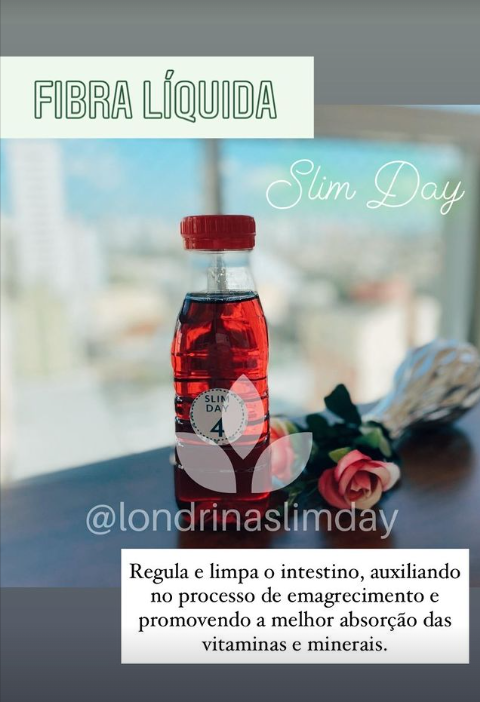 FIBRA LÍQUIDA
Slim Day
SLIM
DAY
4
@londrinaslimday
Regula e limpa o intestino, auxiliando
no processo de emagrecimento e
promovendo a melhor absorção das
vitaminas e minerais.